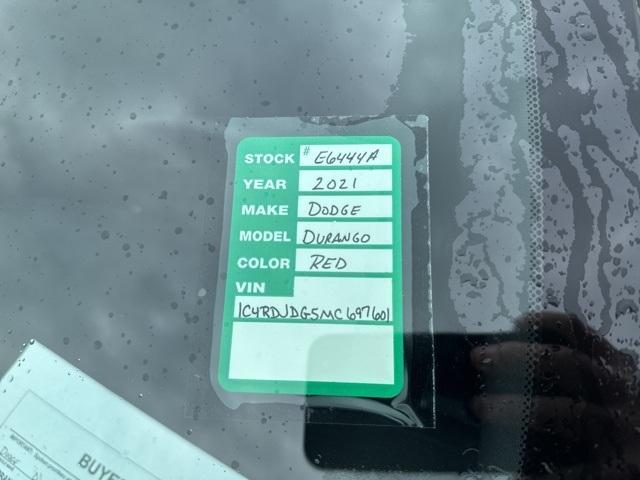 STOCK # E6444A
YEAR 2021
MAKE DODGE
MODEL DURANGO
COLOR RED
VIN
1C4RDJDG5MC697601
BUYE